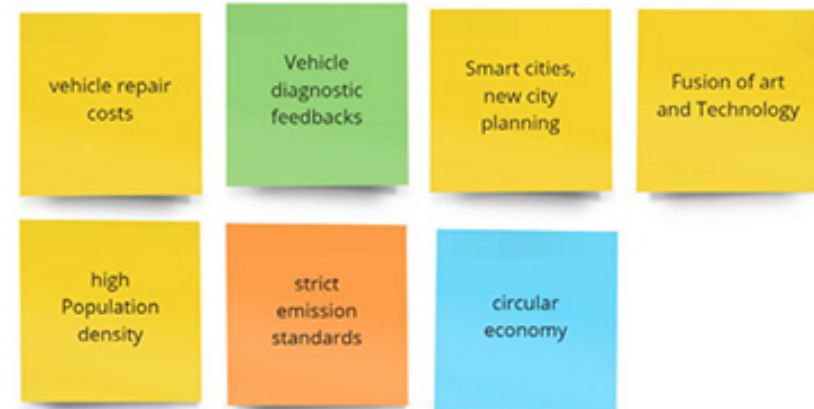 vehicle repair
costs
Vehicle
diagnostic
feedbacks
Smart cities,
new city
planning
Fusion of art
and Technology
high
Population
density
strict
emission
standards
circular
economy